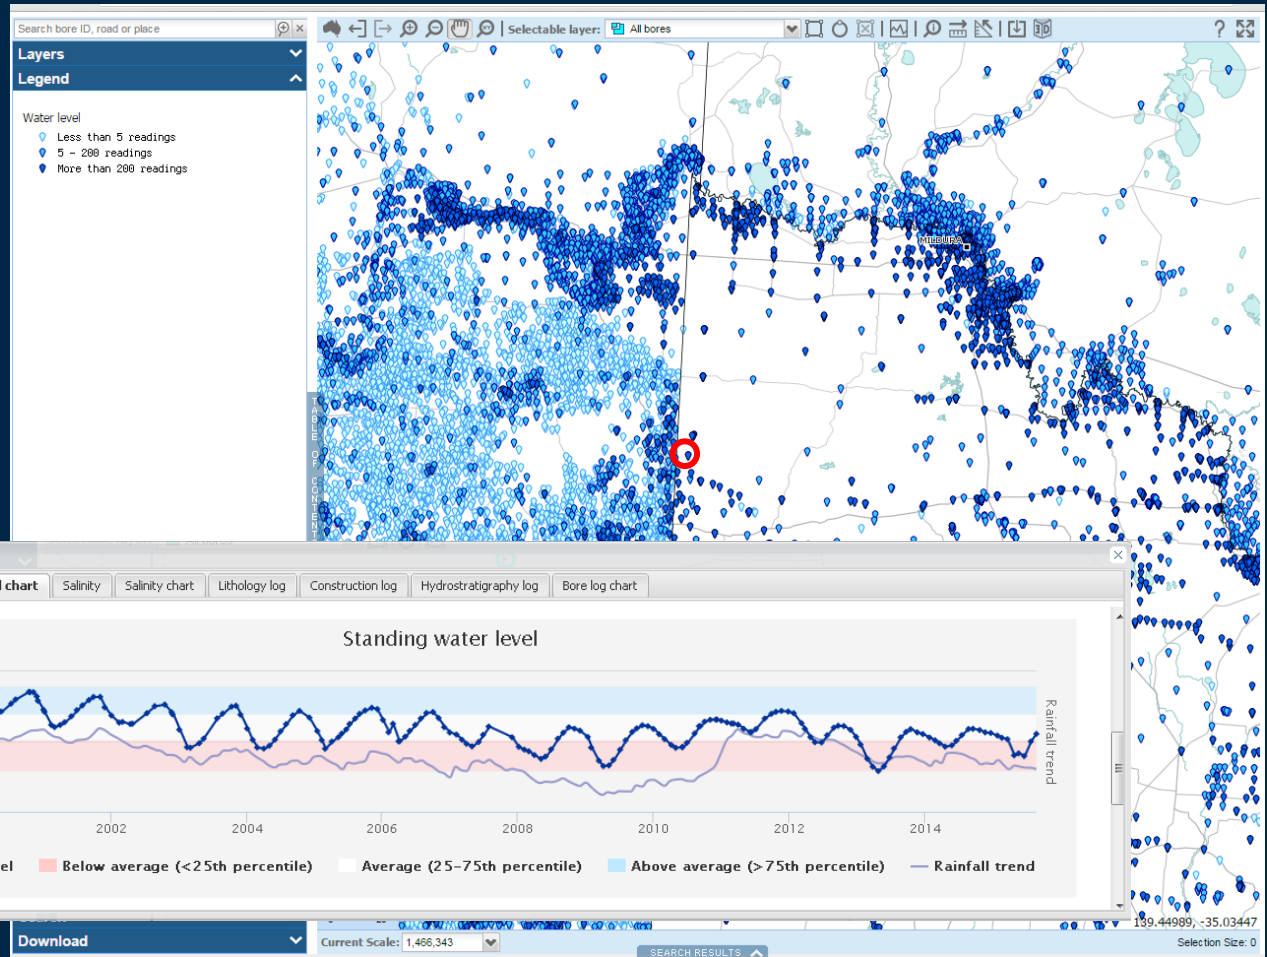 Search bore ID, road or place
Selectable layer: All bores
Layers
Legend
Water level
Less than 5 readings
5 - 200 readings
More than 200 readings
MILDURA
TABLE OF CONTENT
l chart
Salinity
Salinity chart
Lithology log
Construction log
Hydrostratigraphy log
Bore log chart
Standing water level
Rainfall trend
2002
2004
2006
2008
2010
2012
2014
el
Below average (<25th percentile)
Average (25-75th percentile)
Above average (>75th percentile)
Rainfall trend
139.44989, -35.03447
Download
Current Scale: 1,466,343
SEARCH RESULTS
Selection Size: 0